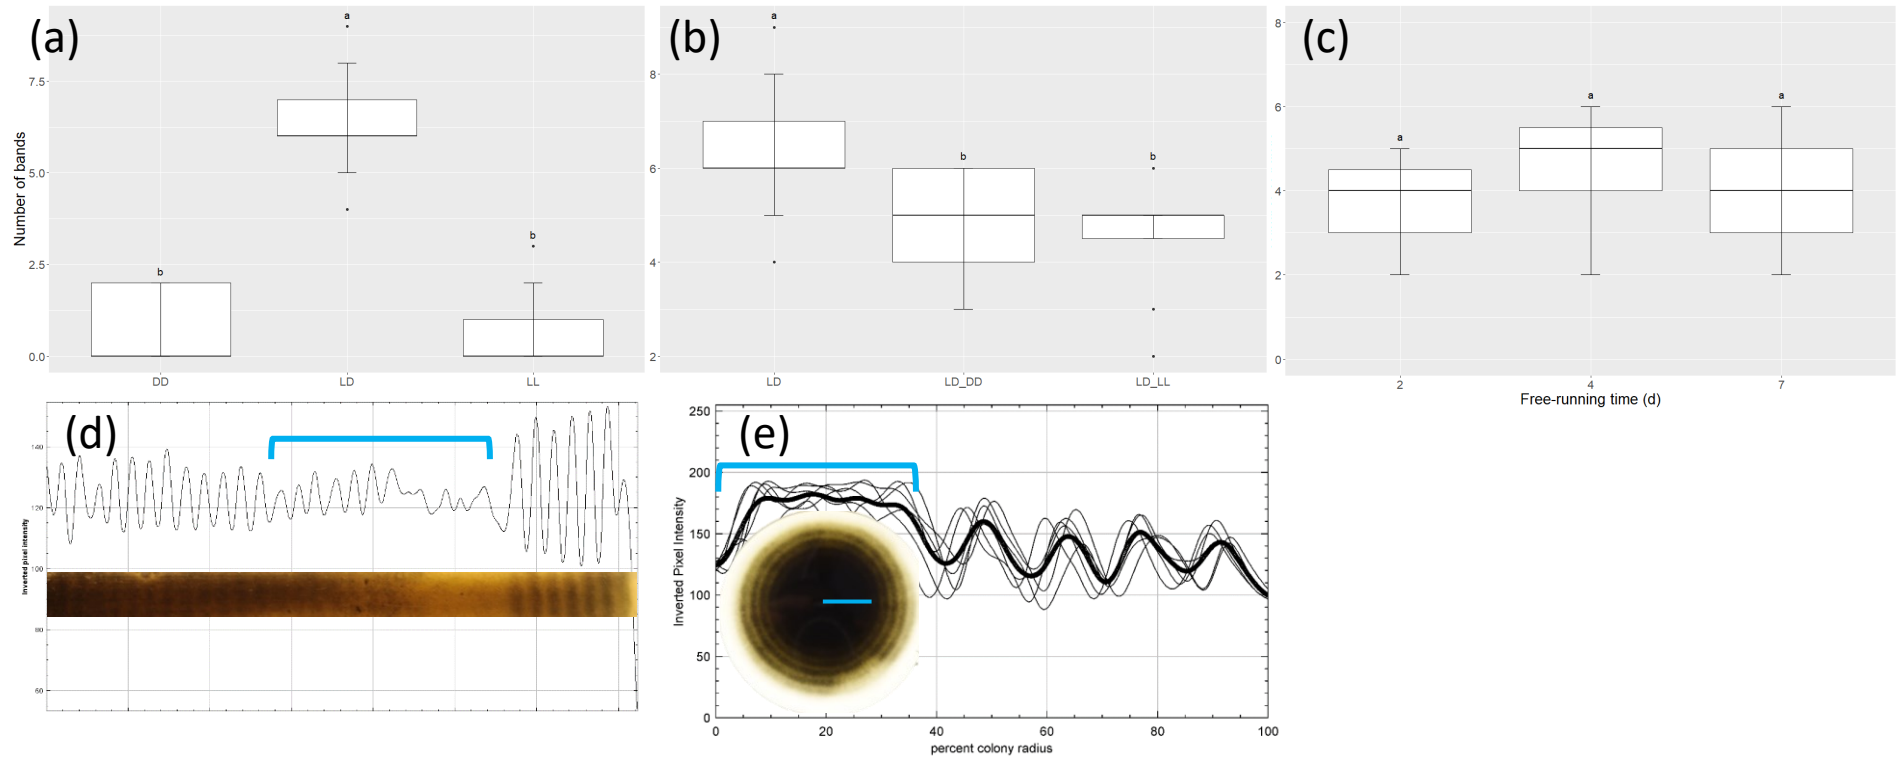 (a)
a
7.5
5.0
2.5
0.0
Number of bands
b
b
DD
LD
LL
(b)
a
8
6
4
2
b
b
LD
LD_DD
LD_LL
(c)
8
6
4
2
0
a
a
a
2
4
7
Free-running time (d)
(d)
140
120
100
80
60
Inverted pixel intensity
(e)
250
200
150
100
50
0
Inverted Pixel Intensity
0
20
40
60
80
100
percent colony radius